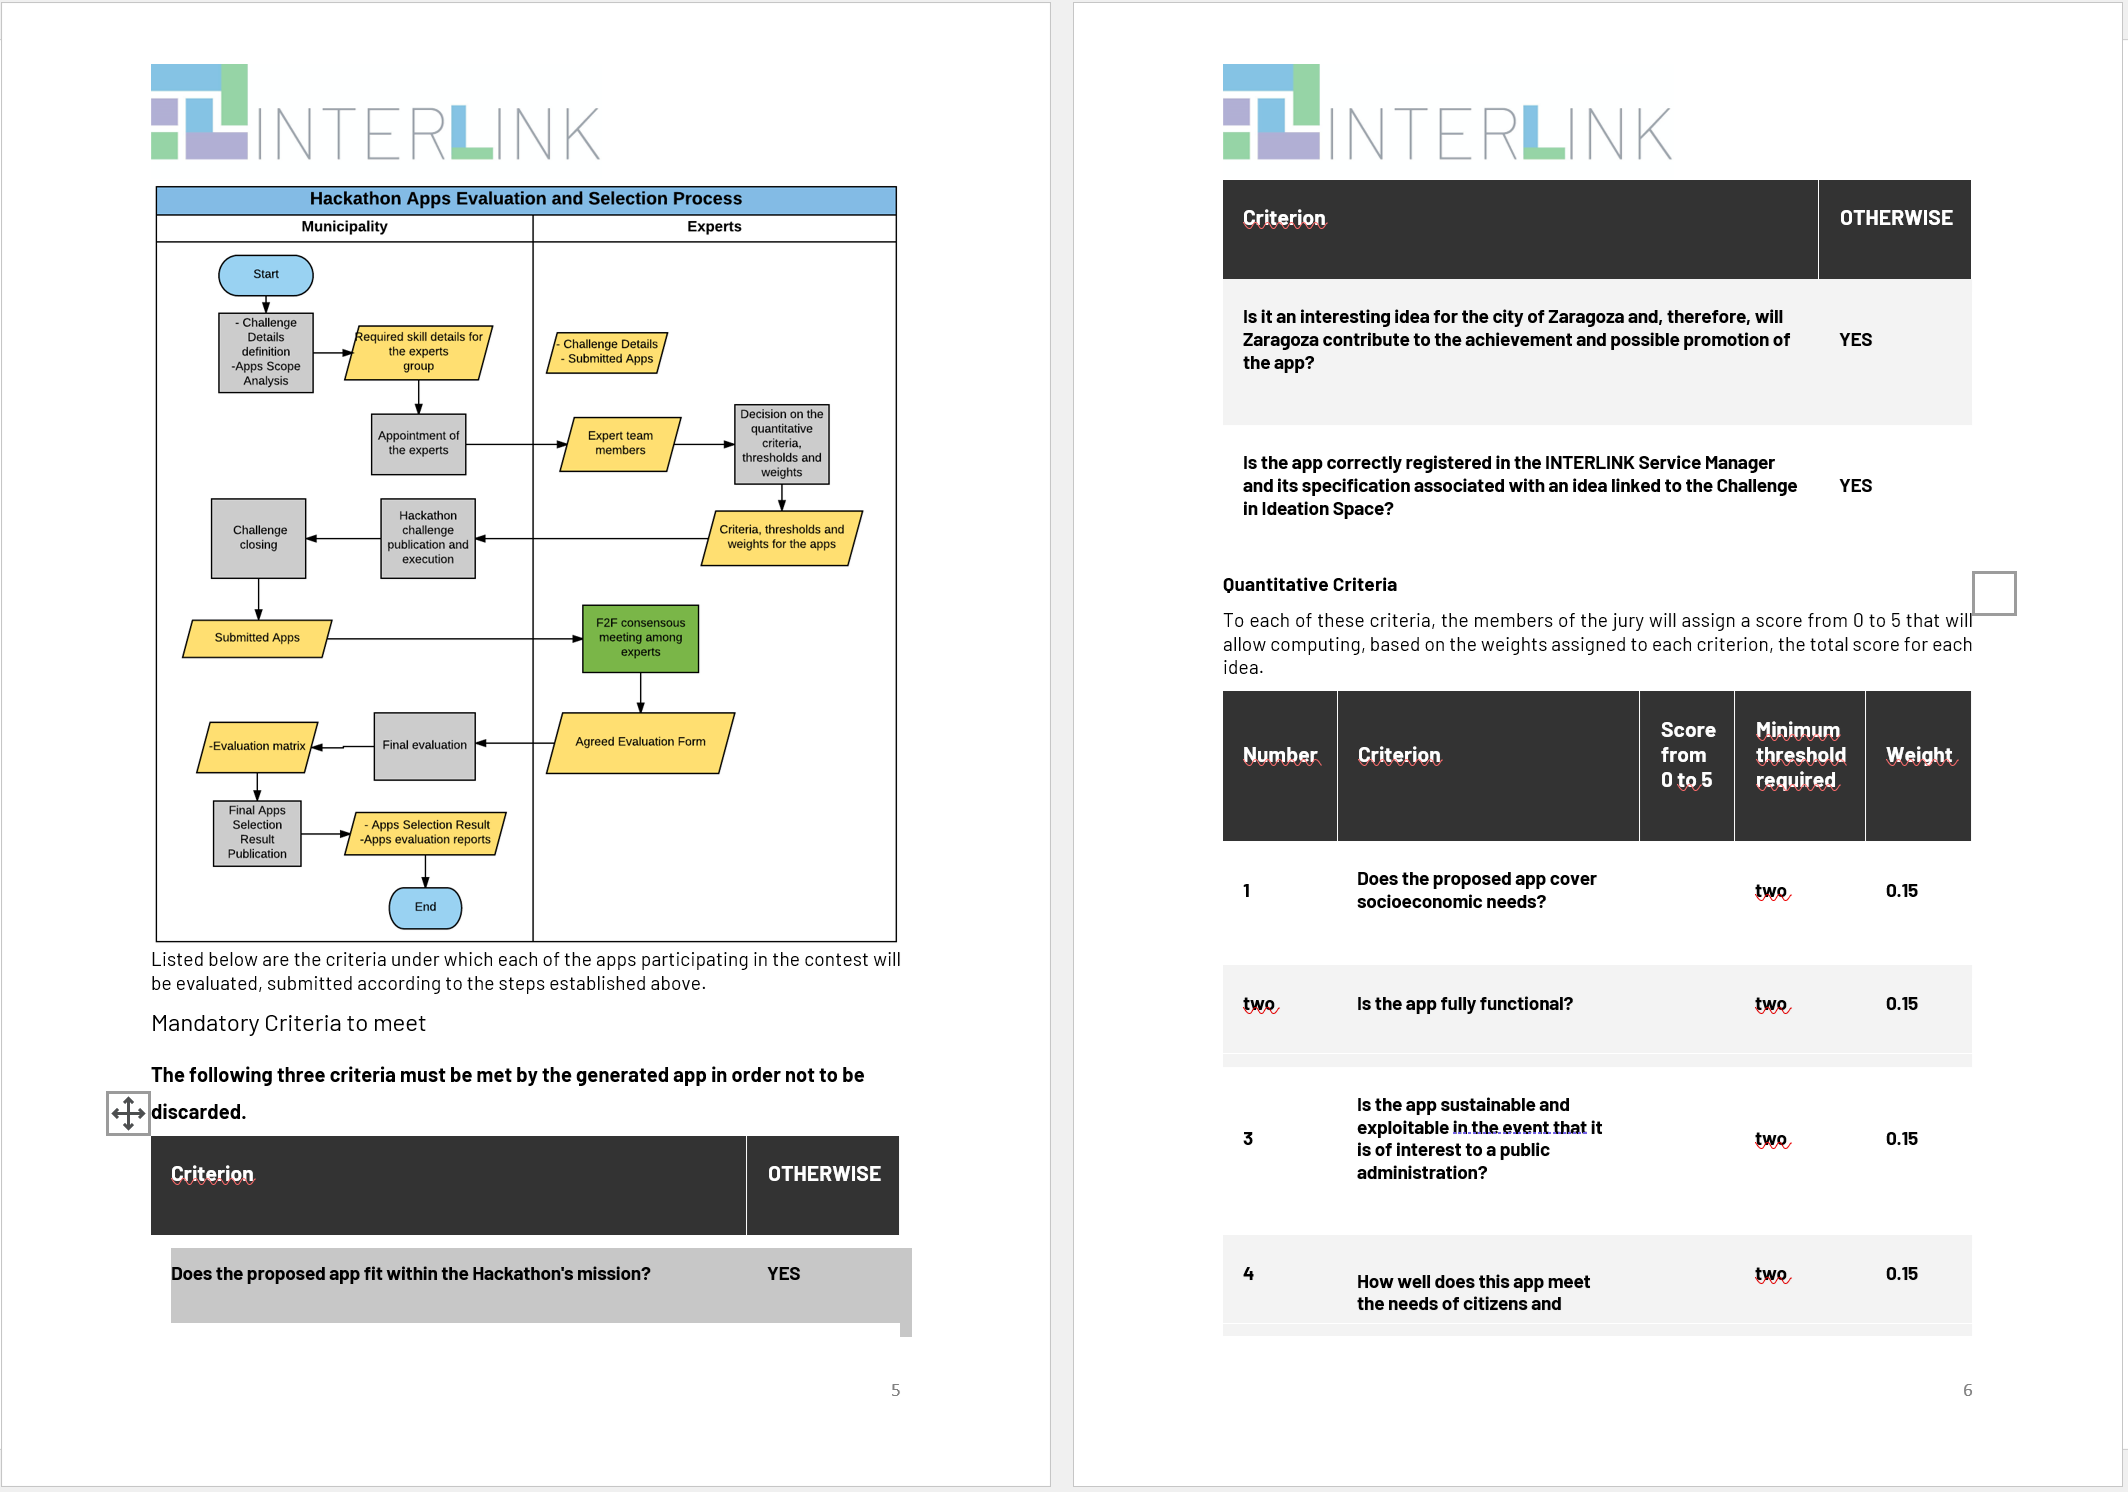 INTERLINK
Hackathon Apps Evaluation and Selection Process
Municipality
Experts
Start
- Challenge
Details
definition
-Apps Scope
Analysis
Required skill details for
the experts
group
- Challenge Details
- Submitted Apps
Appointment of
the experts
Expert team
members
Decision on the
quantitative
criteria,
thresholds and
weights
Challenge
closing
Hackathon
challenge
publication and
execution
Criteria, thresholds and
weights for the apps
Submitted Apps
F2F consensous
meeting among
experts
-Evaluation matrix
Final evaluation
Agreed Evaluation Form
Final Apps
Selection
Result
Publication
- Apps Selection Result
-Apps evaluation reports
End
Listed below are the criteria under which each of the apps participating in the contest will
be evaluated, submitted according to the steps established above.
Mandatory Criteria to meet
The following three criteria must be met by the generated app in order not to be
discarded.
Criterion OTHERWISE
Does the proposed app fit within the Hackathon's mission? YES
5
INTERLINK
Criterion OTHERWISE
Is it an interesting idea for the city of Zaragoza and, therefore, will
Zaragoza contribute to the achievement and possible promotion of
the app?
YES
Is the app correctly registered in the INTERLINK Service Manager
and its specification associated with an idea linked to the Challenge
in Ideation Space?
YES
Quantitative Criteria
To each of these criteria, the members of the jury will assign a score from 0 to 5 that will
allow computing, based on the weights assigned to each criterion, the total score for each
idea.
Number
Criterion
Score
from
0 to 5
Minimum
threshold
required
Weight
1
Does the proposed app cover
socioeconomic needs?
two
0.15
two
Is the app fully functional?
two
0.15
3
Is the app sustainable and
exploitable in the event that it
is of interest to a public
administration?
two
0.15
4
How well does this app meet
the needs of citizens and
two
0.15
6